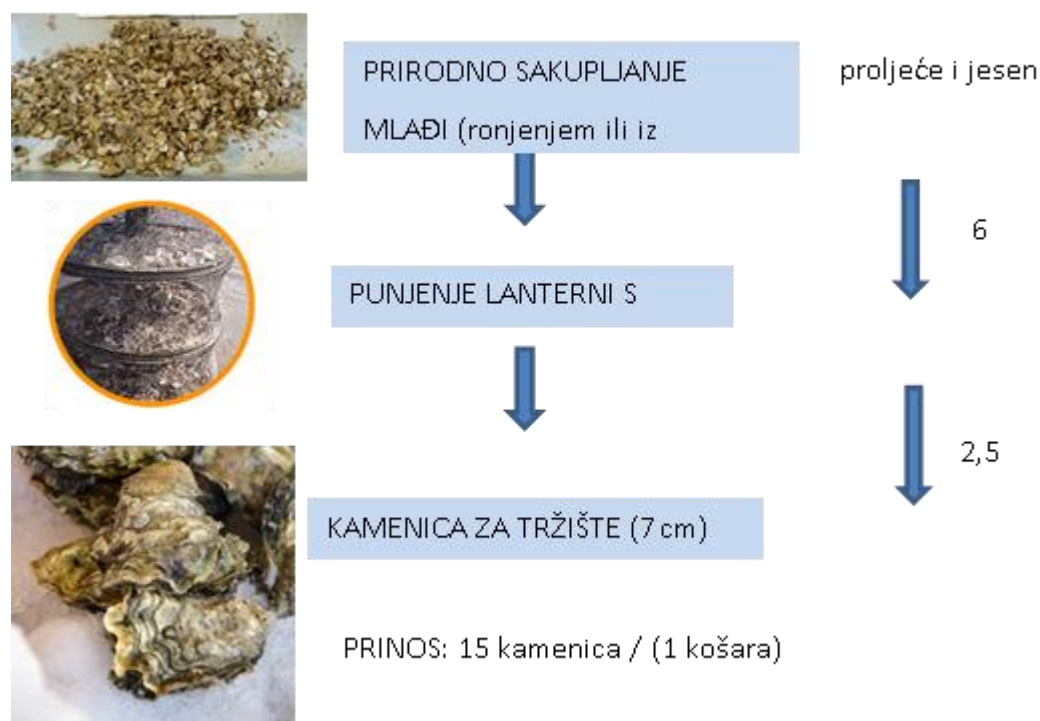 PRIRODNO SAKUPLJANJE
proljeće i jesen
MLAĐI (ronjenjem ili iz
6
PUNJENJE LANTERNI S
2,5
KAMENICA ZA TRŽIŠTE (7 cm)
PRINOS: 15 kamenica / (1 košara)